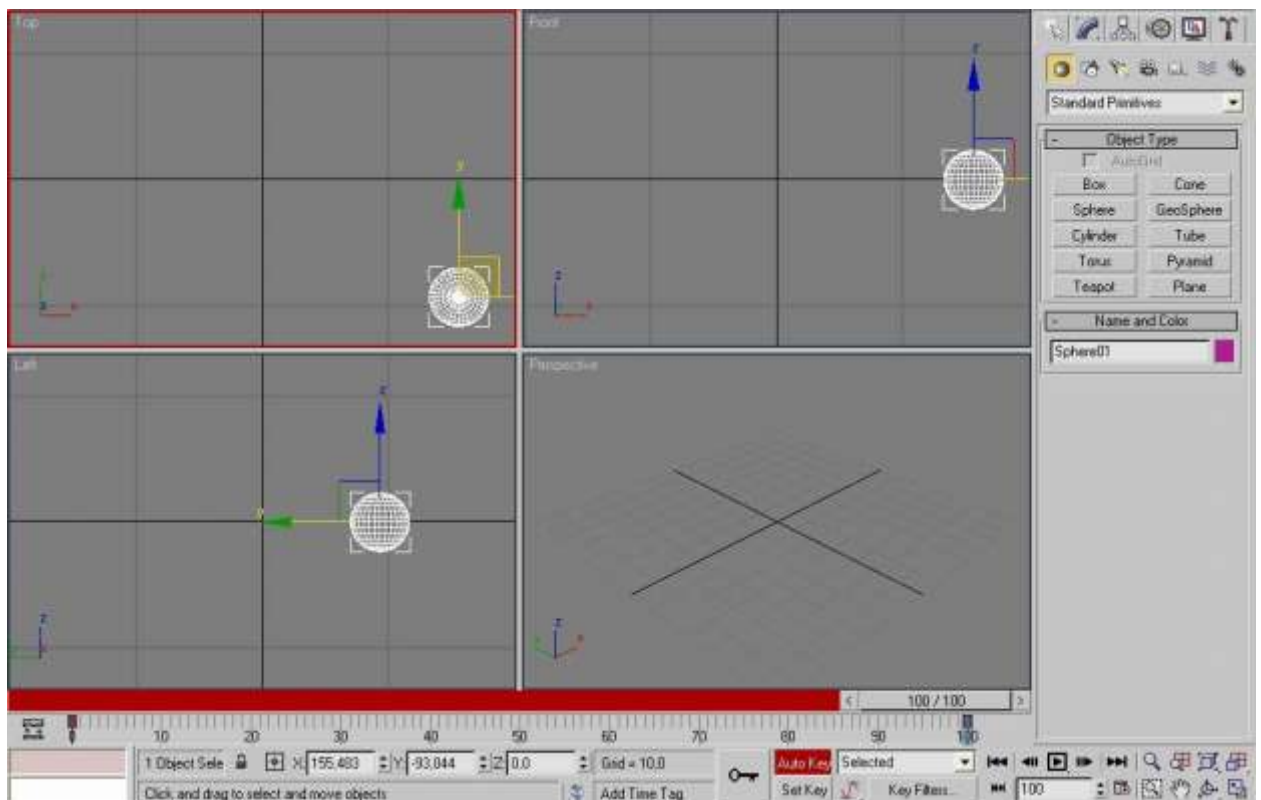 Top
Front
Standard Primitives
- Object Type
AutoGrid
Box Cone
Sphere GeoSphere
Cylinder Tube
Torus Pyramid
Teapot Plane
- Name and Color
Sphere01
Left
Perspective
z
y
x
< 100 / 100 >
10 20 30 40 50 60 70 80 90
1 Object Sele X: 155.483 Y: -93.044 Z: 0.0 Grid = 10.0 Auto Key Selected
Click and drag to select and move objects Add Time Tag Set Key Key Filters... 100